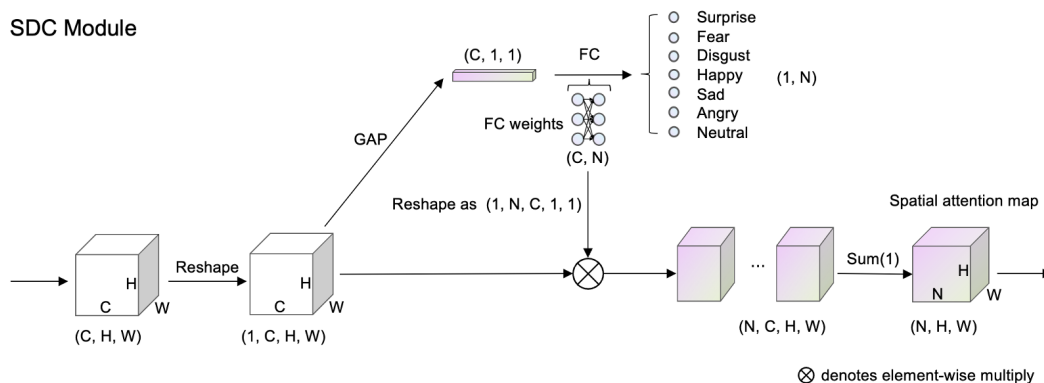 SDC Module
Surprise
Fear
Disgust
Happy
Sad
Angry
Neutral
(1, N)
(C, 1, 1)
FC
FC weights
(C, N)
GAP
Reshape as (1, N, C, 1, 1)
Spatial attention map
Reshape
Sum(1)
C
H
W
(C, H, W)
C
H
W
(1, C, H, W)
...
(N, C, H, W)
N
H
W
(N, H, W)
denotes element-wise multiply